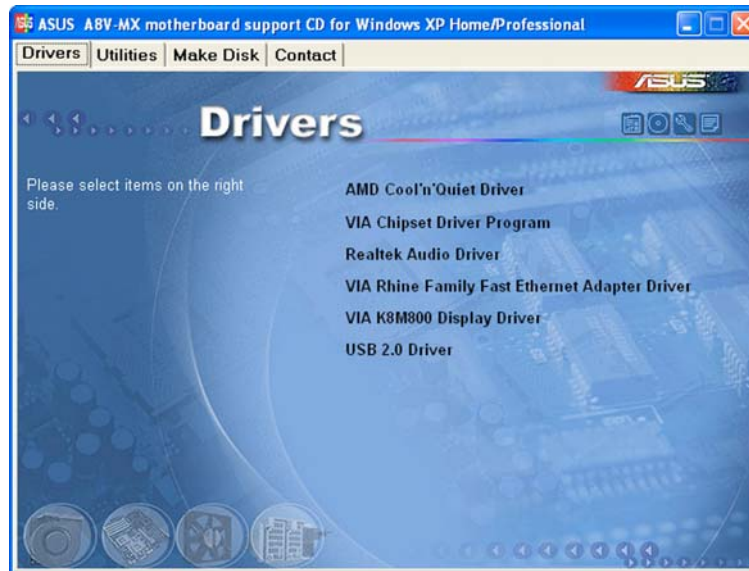 ASUS A8V-MX motherboard support CD for Windows XP Home/Professional
Drivers Utilities Make Disk Contact
ASUS
Drivers
Please select items on the right
side.
AMD Cool'n'Quiet Driver
VIA Chipset Driver Program
Realtek Audio Driver
VIA Rhine Family Fast Ethernet Adapter Driver
VIA K8M800 Display Driver
USB 2.0 Driver